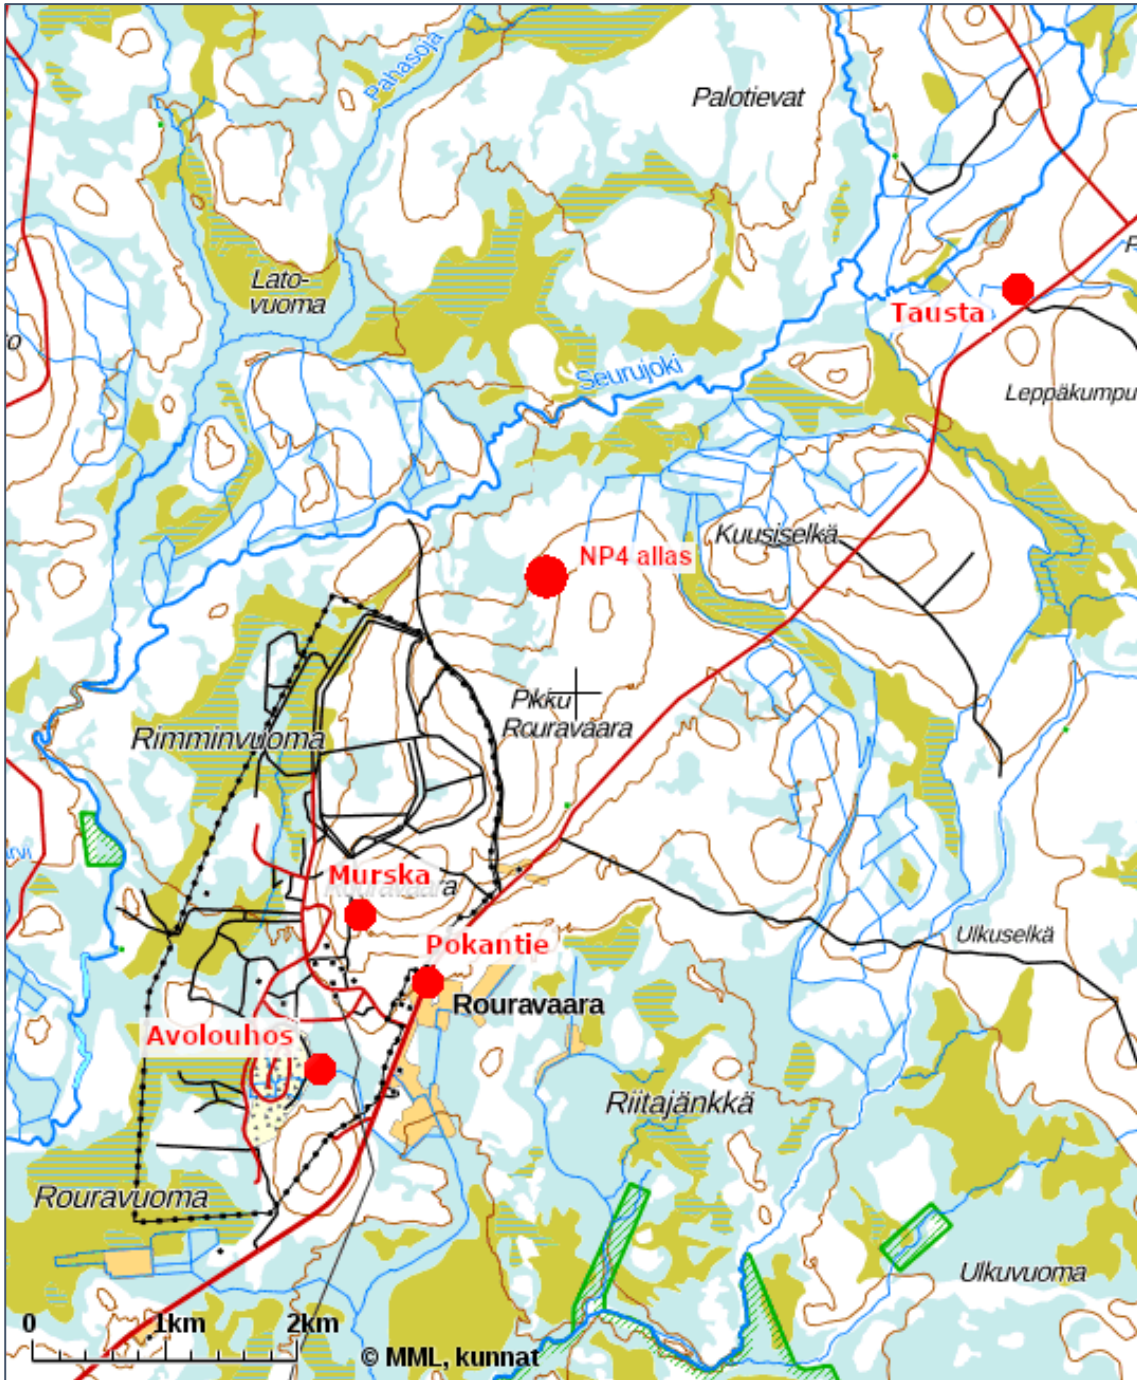 Pahasoja
Palotievat
Lato-
vuoma
Tausta
Seurujoki
Leppäkumpu
Kuusiselkä
NP4 allas
Pikku
Rouravaara
Rimminvuoma
Murska
Rouravaara
Pokantie
Ulkuselkä
Rouravaara
Avolouhos
Riitajänkkä
Rouravuoma
Ulkuvuoma
0 1km 2km
© MML, kunnat